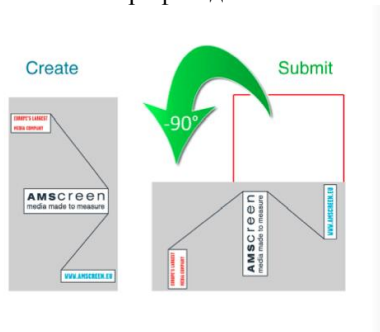 Create
Submit
-90°
EUROPE'S LARGEST
MEDIA COMPANY
AMSCreen
media made to measure
WWW.AMSCREEN.EU
EUROPE'S LARGEST
MEDIA COMPANY
AMSCreen
media made to measure
WWW.AMSCREEN.EU